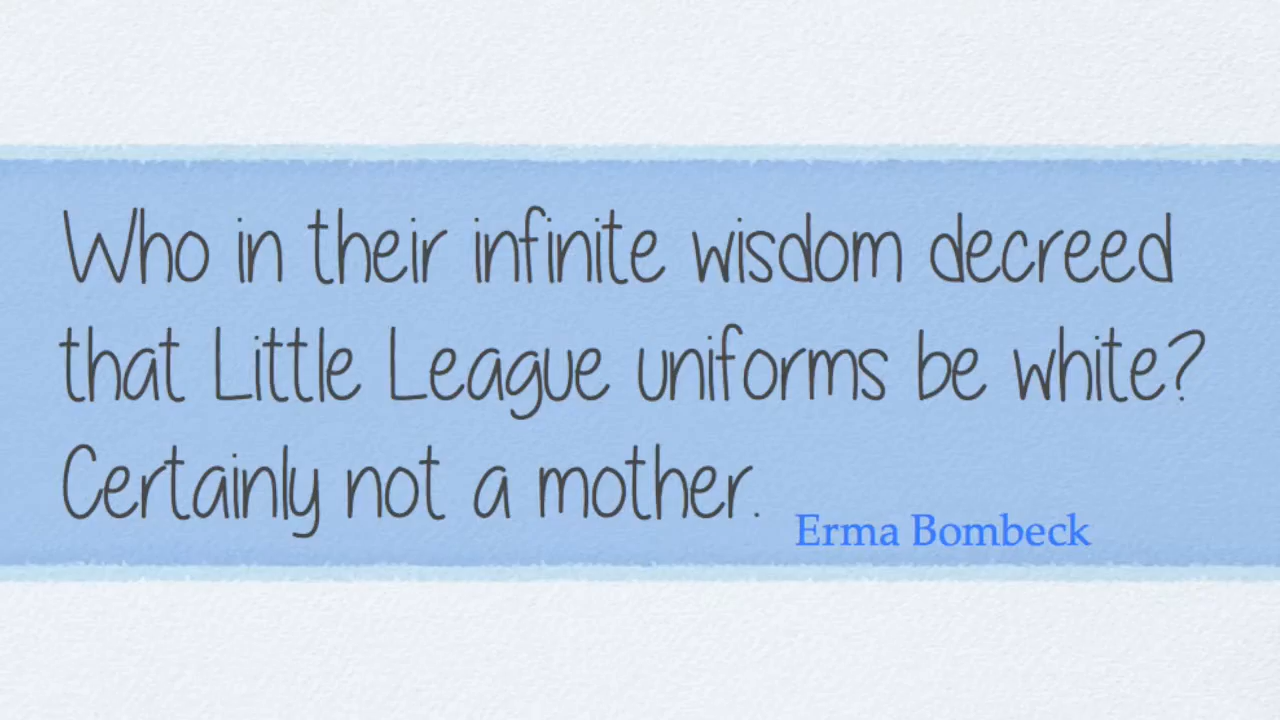 Who in their infinite wisdom decreed
that Little League uniforms be white?
Certainly not a mother.
Erma Bombeck